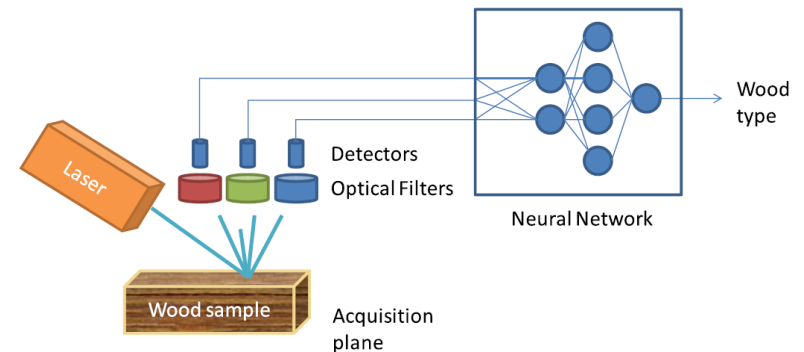 Wood
type
Detectors
Laser
Optical Filters
Neural Network
Wood sample
Acquisition
plane